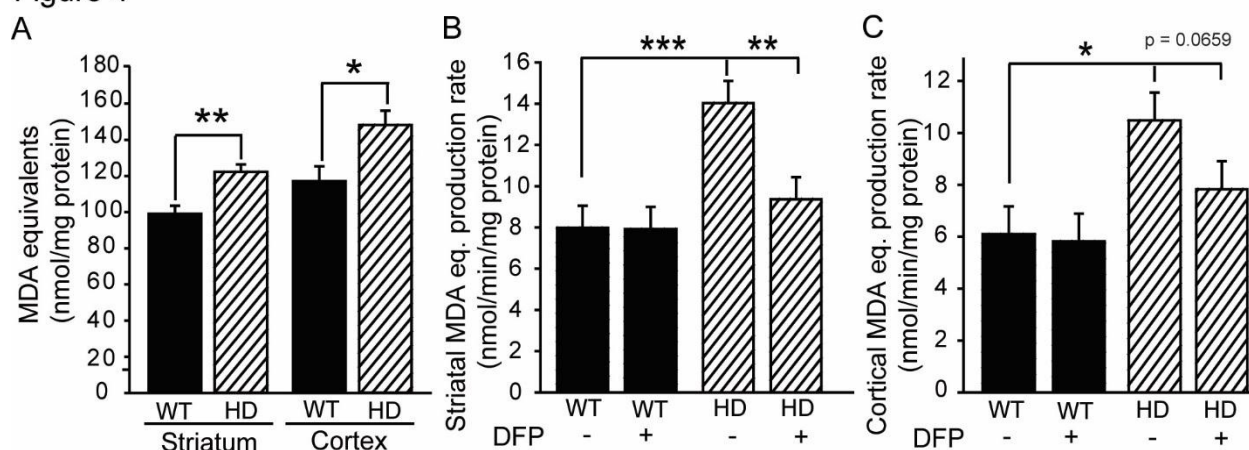 A
MDA equivalents
(nmol/mg protein)
180
160
140
120
100
80
60
40
20
0
**
*
WT
HD
WT
HD
Striatum
Cortex
B
Striatal MDA eq. production rate
(nmol/min/mg protein)
16
14
12
10
8
6
4
2
0
***
**
WT
WT
HD
HD
DFP
-
+
-
+
C
Cortical MDA eq. production rate
(nmol/min/mg protein)
12
10
8
6
4
2
0
*
p = 0.0659
WT
WT
HD
HD
DFP
-
+
-
+